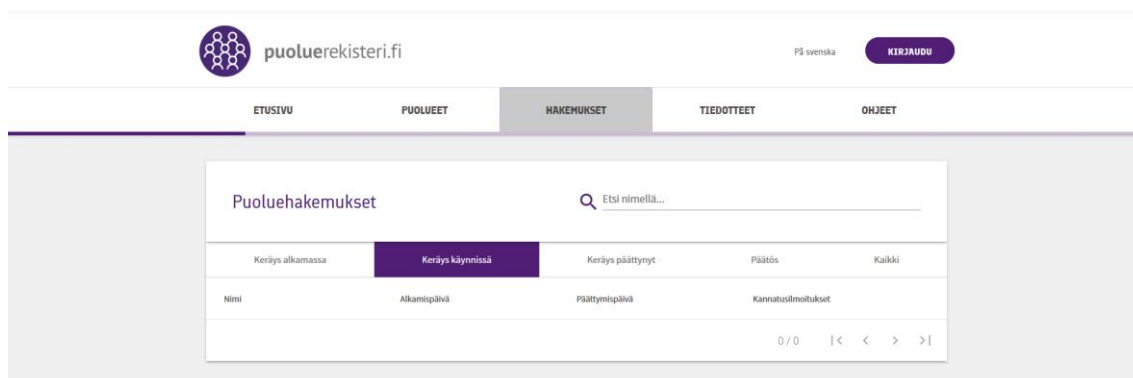 puoluerekisteri.fi
På svenska
KIRJAUDU
ETUSIVU PUOLUEET HAKEMUKSET TIEDOTTEET OHJEET
Puoluehakemukset
Etsi nimellä...
Keräys alkamassa Keräys käynnissä Keräys päättynyt Päätös Kaikki
Nimi Alkamispäivä Päättymispäivä Kannatusilmoitukset
0 / 0